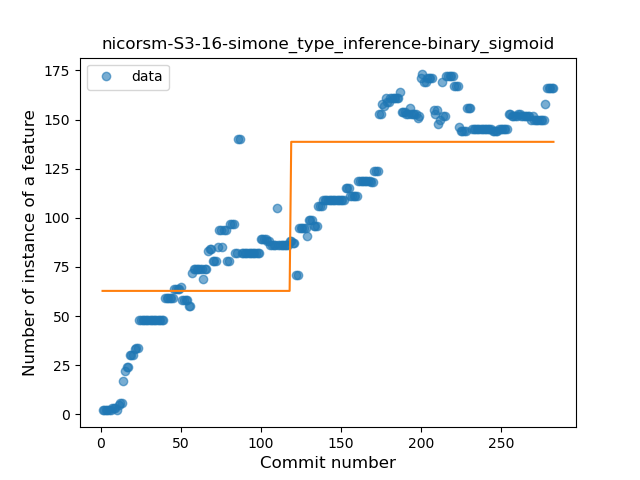 nicorsm-S3-16-simone_type_inference-binary_sigmoid
data
Number of instance of a feature
175
150
125
100
75
50
25
0
0 50 100 150 200 250
Commit number